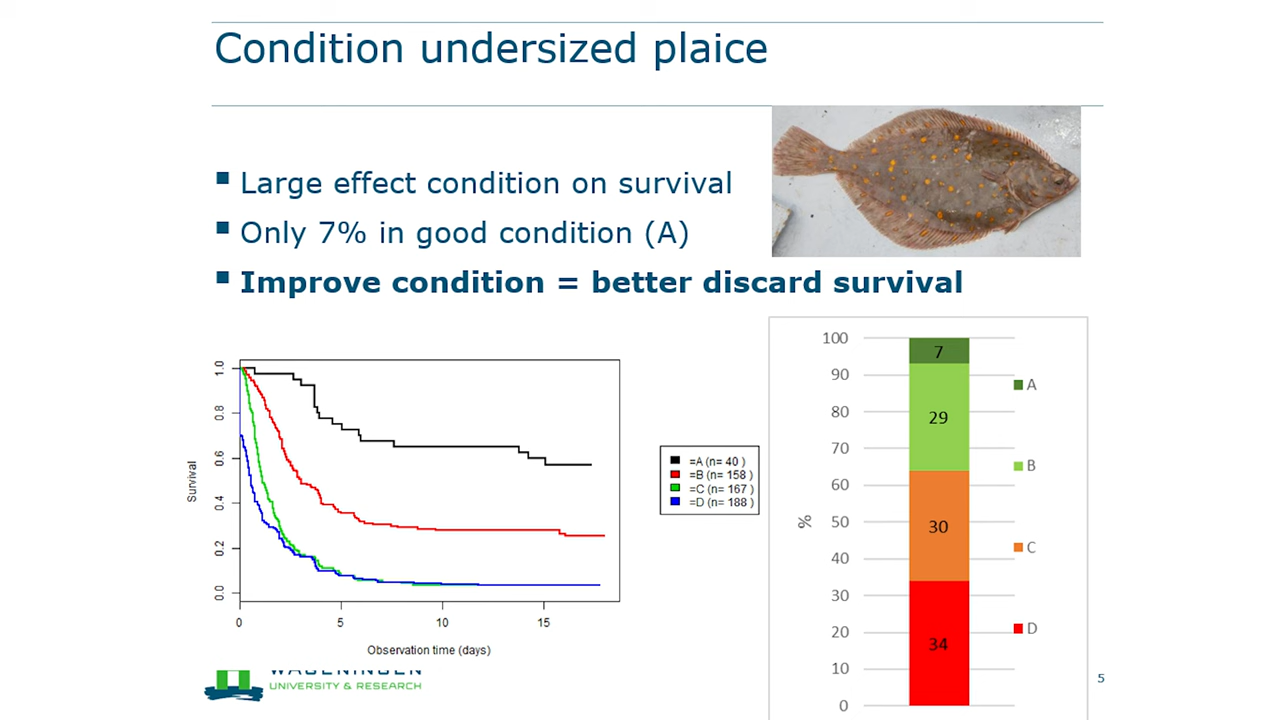 Condition undersized plaice
Large effect condition on survival
Only 7% in good condition (A)
Improve condition = better discard survival
Survival
1.0
0.8
0.6
0.4
0.2
0.0
0 5 10 15
Observation time (days)
=A (n= 40 )
=B (n= 158 )
=C (n= 167 )
=D (n= 188 )
%
100
90
80
70
60
50
40
30
20
10
0
7
29
30
34
A
B
C
D
WAGENINGEN
UNIVERSITY & RESEARCH
5